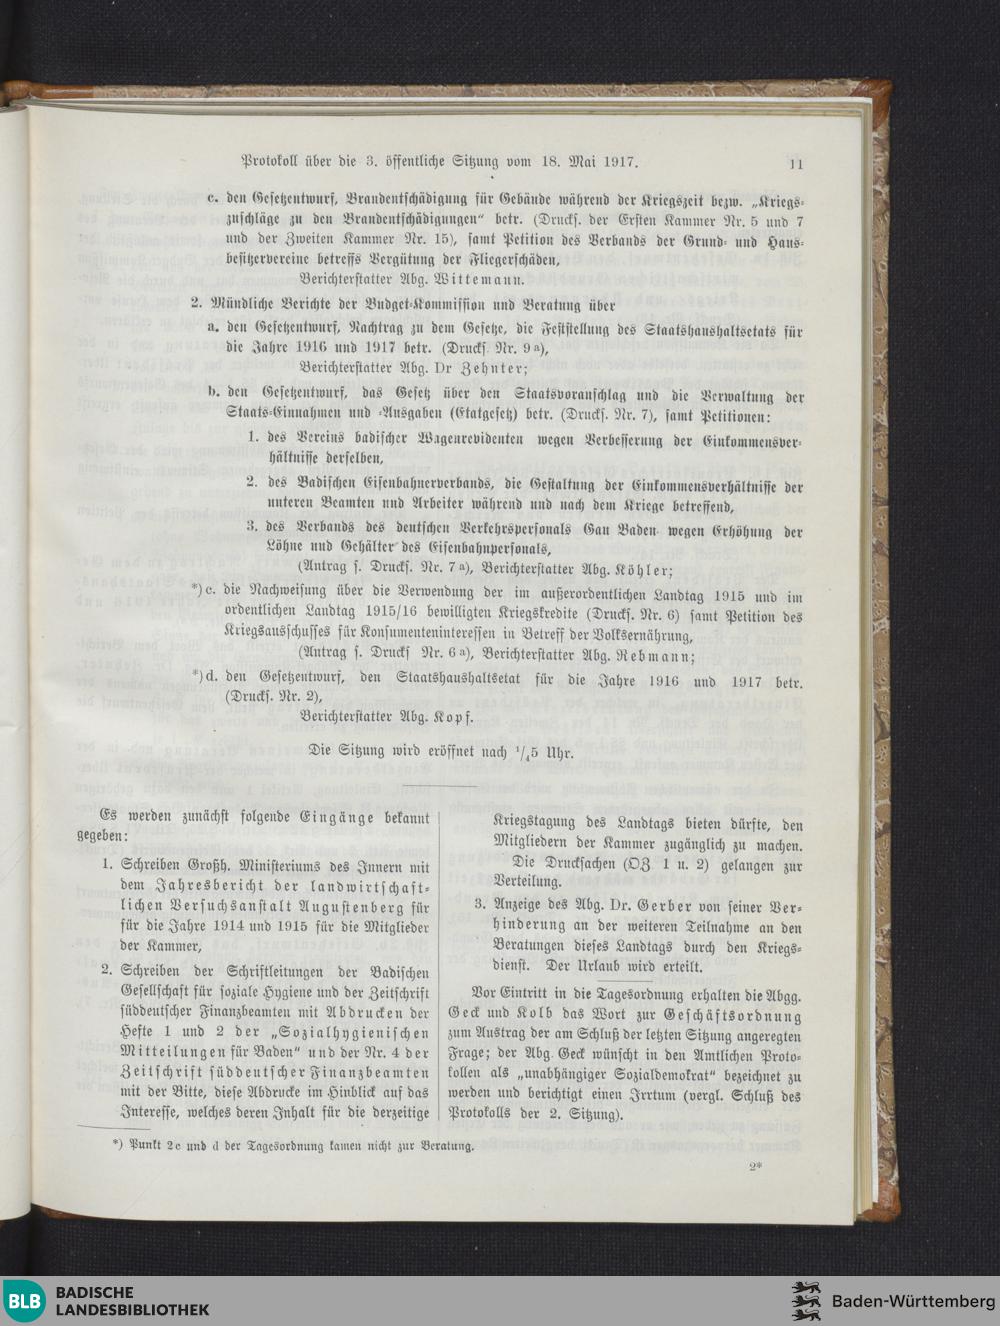 Protokoll über die 3. öffentliche Sitzung vom 18. Mai 1917.
11
c. den Gesetzentwurf, Brandentschädigung für Gebäude während der Kriegszeit bezw. „Kriegs-
zuschläge zu den Brandentschädigungen“ betr. (Drucks. der Ersten Kammer Nr. 5 und 7
und der Zweiten Kammer Nr. 15), samt Petition des Verbands der Grund- und Haus-
besitzervereine betreffs Vergütung der Fliegerschäden,
Berichterstatter Abg. Wittemann.
2. Mündliche Berichte der Budget-Kommission und Beratung über
a. den Gesetzentwurf, Nachtrag zu dem Gesetze, die Feststellung des Staatshaushaltsetats für
die Jahre 1916 und 1917 betr. (Drucks. Nr. 9 a),
Berichterstatter Abg. Dr Zehnter;
b. den Gesetzentwurf, das Gesetz über den Staatsvoranschlag und die Verwaltung der
Staats-Einnahmen und -Ausgaben (Etatgesetz) betr. (Drucks. Nr. 7), samt Petitionen:
1. des Vereins badischer Wagenrevidenten wegen Verbesserung der Einkommensver-
hältnisse derselben,
2. des Badischen Eisenbahnerverbands, die Gestaltung der Einkommensverhältnisse der
unteren Beamten und Arbeiter während und nach dem Kriege betreffend,
3. des Verbands des deutschen Verkehrspersonals Gau Baden wegen Erhöhung der
Löhne und Gehälter des Eisenbahnpersonals,
(Antrag s. Drucks. Nr. 7 a), Berichterstatter Abg. Köhler;
*) c. die Nachweisung über die Verwendung der im außerordentlichen Landtag 1915 und im
ordentlichen Landtag 1915/16 bewilligten Kriegskredite (Drucks. Nr. 6) samt Petition des
Kriegsausschusses für Konsumenteninteressen in Betreff der Volksernährung,
(Antrag s. Drucks Nr. 6 a), Berichterstatter Abg. Rebmann;
*) d. den Gesetzentwurf, den Staatshaushaltsetat für die Jahre 1916 und 1917 betr.
(Drucks. Nr. 2),
Berichterstatter Abg. Kopf.
Die Sitzung wird eröffnet nach 1/4 5 Uhr.
Es werden zunächst folgende Eingänge bekannt
gegeben:
1. Schreiben Großh. Ministeriums des Innern mit
dem Jahresbericht der landwirtschaft-
lichen Versuchsanstalt Augustenberg für
für die Jahre 1914 und 1915 für die Mitglieder
der Kammer,
2. Schreiben der Schriftleitungen der Badischen
Gesellschaft für soziale Hygiene und der Zeitschrift
süddeutscher Finanzbeamten mit Abdrucken der
Hefte 1 und 2 der „Sozialhygienischen
Mitteilungen für Baden“ und der Nr. 4 der
Zeitschrift süddeutscher Finanzbeamten
mit der Bitte, diese Abdrucke im Hinblick auf das
Interesse, welches deren Inhalt für die derzeitige
Kriegstagung des Landtags bieten dürfte, den
Mitgliedern der Kammer zugänglich zu machen.
Die Drucksachen (OZ. 1 u. 2) gelangen zur
Verteilung.
3. Anzeige des Abg. Dr. Gerber von seiner Ver-
hinderung an der weiteren Teilnahme an den
Beratungen dieses Landtags durch den Kriegs-
dienst. Der Urlaub wird erteilt.
Vor Eintritt in die Tagesordnung erhalten die Abgg.
Geck und Kolb das Wort zur Geschäftsordnung
zum Austrag der am Schluß der letzten Sitzung angeregten
Frage; der Abg. Geck wünscht in den Amtlichen Proto-
kollen als „unabhängiger Sozialdemokrat“ bezeichnet zu
werden und berichtigt einen Irrtum (vergl. Schluß des
Protokolls der 2. Sitzung).
*) Punkt 2 c und d der Tagesordnung kamen nicht zur Beratung.
2*
BLB BADISCHE
LANDESBIBLIOTHEK
Baden-Württemberg